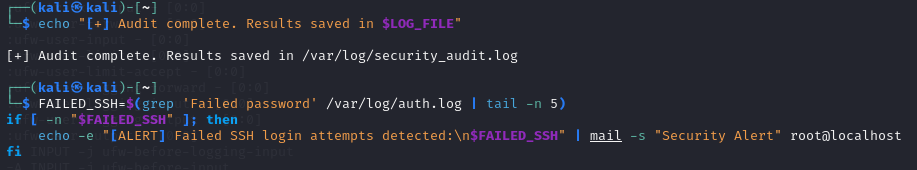 ┌──(kali㉿kali)-[~]
└─$ echo "[+] Audit complete. Results saved in $LOG_FILE"
[+] Audit complete. Results saved in /var/log/security_audit.log
┌──(kali㉿kali)-[~]
└─$ FAILED_SSH=$(grep 'Failed password' /var/log/auth.log | tail -n 5)
if [ -n "$FAILED_SSH" ]; then
    echo -e "[ALERT] Failed SSH login attempts detected:\n$FAILED_SSH" | mail -s "Security Alert" root@localhost
fi